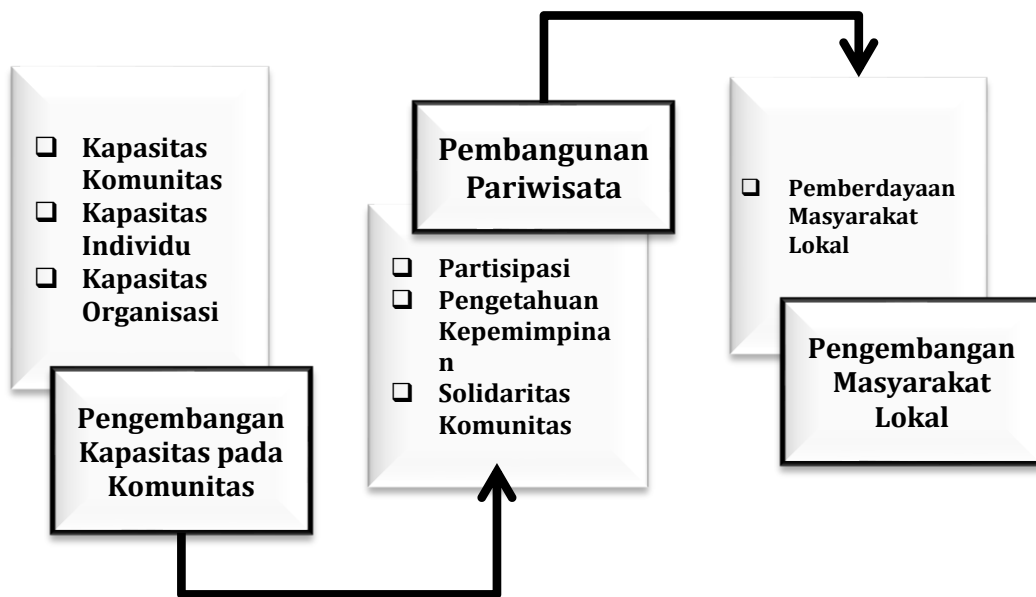 ❑ Kapasitas
Komunitas
❑ Kapasitas
Individu
❑ Kapasitas
Organisasi
Pengembangan
Kapasitas pada
Komunitas
Pembangunan
Pariwisata
❑ Partisipasi
❑ Pengetahuan
Kepemimpina
n
❑ Solidaritas
Komunitas
❑ Pemberdayaan
Masyarakat
Lokal
Pengembangan
Masyarakat
Lokal